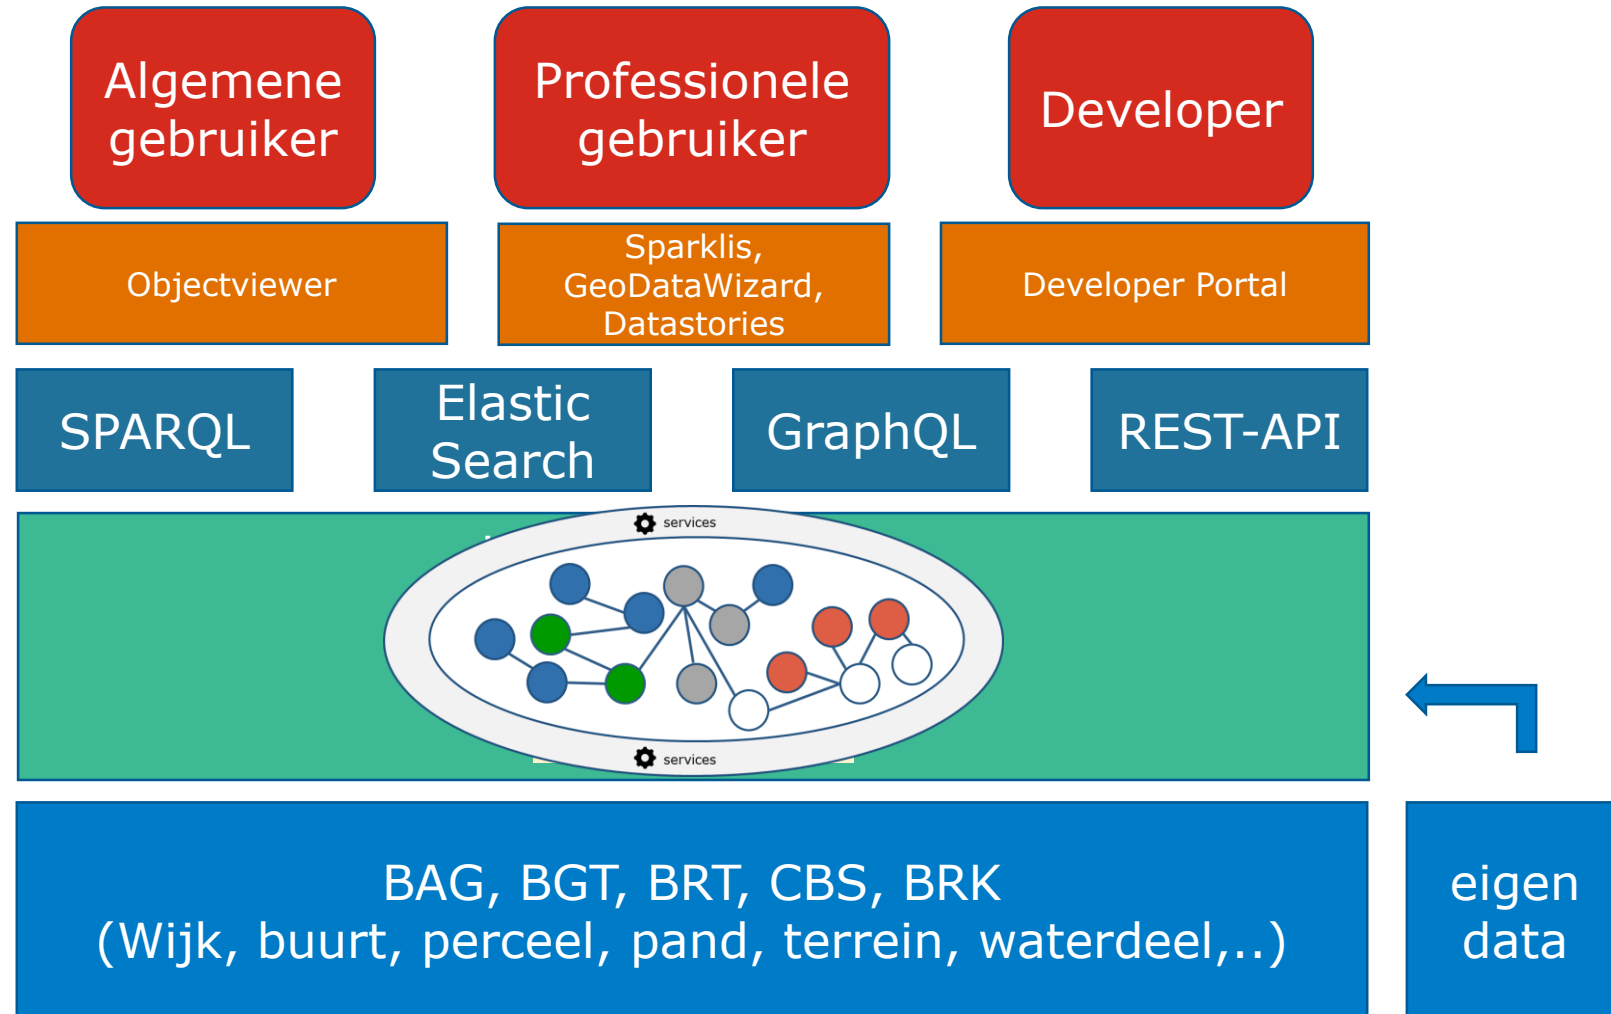 Algemene
gebruiker
Professionele
gebruiker
Developer
Objectviewer
Sparklis,
GeoDataWizard,
Datastories
Developer Portal
SPARQL
Elastic
Search
GraphQL
REST-API
services
services
BAG, BGT, BRT, CBS, BRK
(Wijk, buurt, perceel, pand, terrein, waterdeel,..)
eigen
data